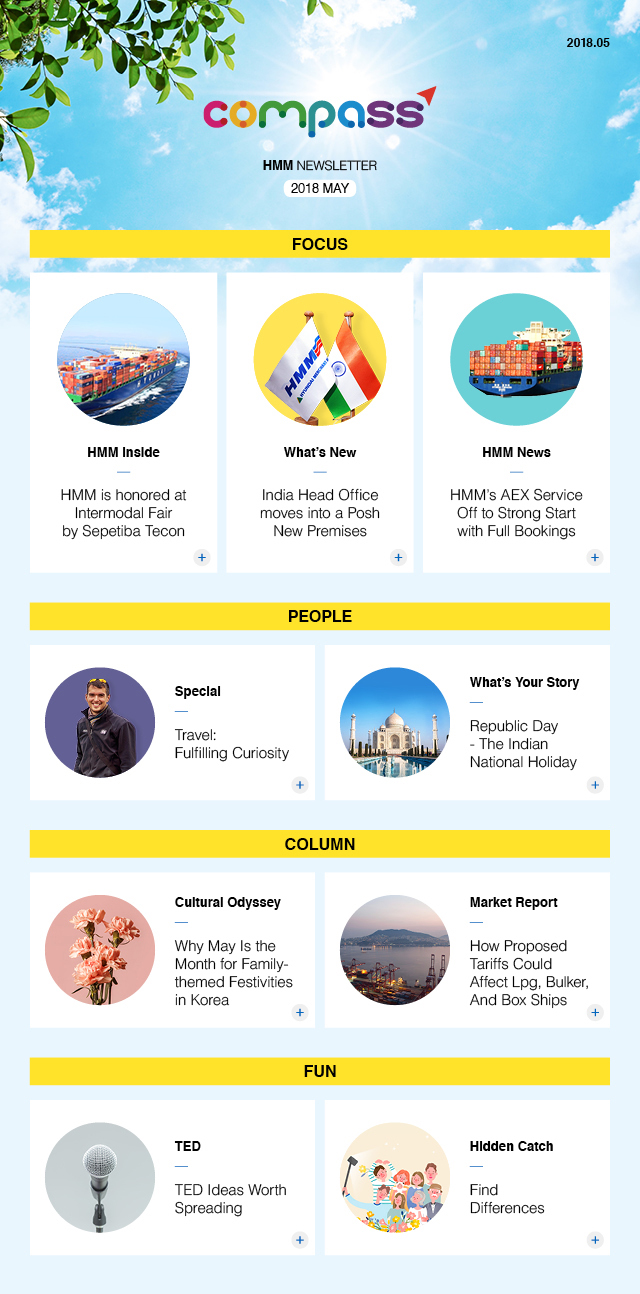 2018.05
compass
HMM NEWSLETTER
2018 MAY
FOCUS
HMM
HMM Inside
HMM is honored at
Intermodal Fair
by Sepetiba Tecon
+
What's New
India Head Office
moves into a Posh
New Premises
+
HMM News
HMM's AEX Service
Off to Strong Start
with Full Bookings
+
PEOPLE
Special
Travel:
Fulfilling Curiosity
+
What's Your Story
Republic Day
- The Indian
National Holiday
+
COLUMN
Cultural Odyssey
Why May Is the
Month for Family-
themed Festivities
in Korea
+
Market Report
How Proposed
Tariffs Could
Affect Lpg, Bulker,
And Box Ships
+
FUN
TED
TED Ideas Worth
Spreading
+
Hidden Catch
Find
Differences
+